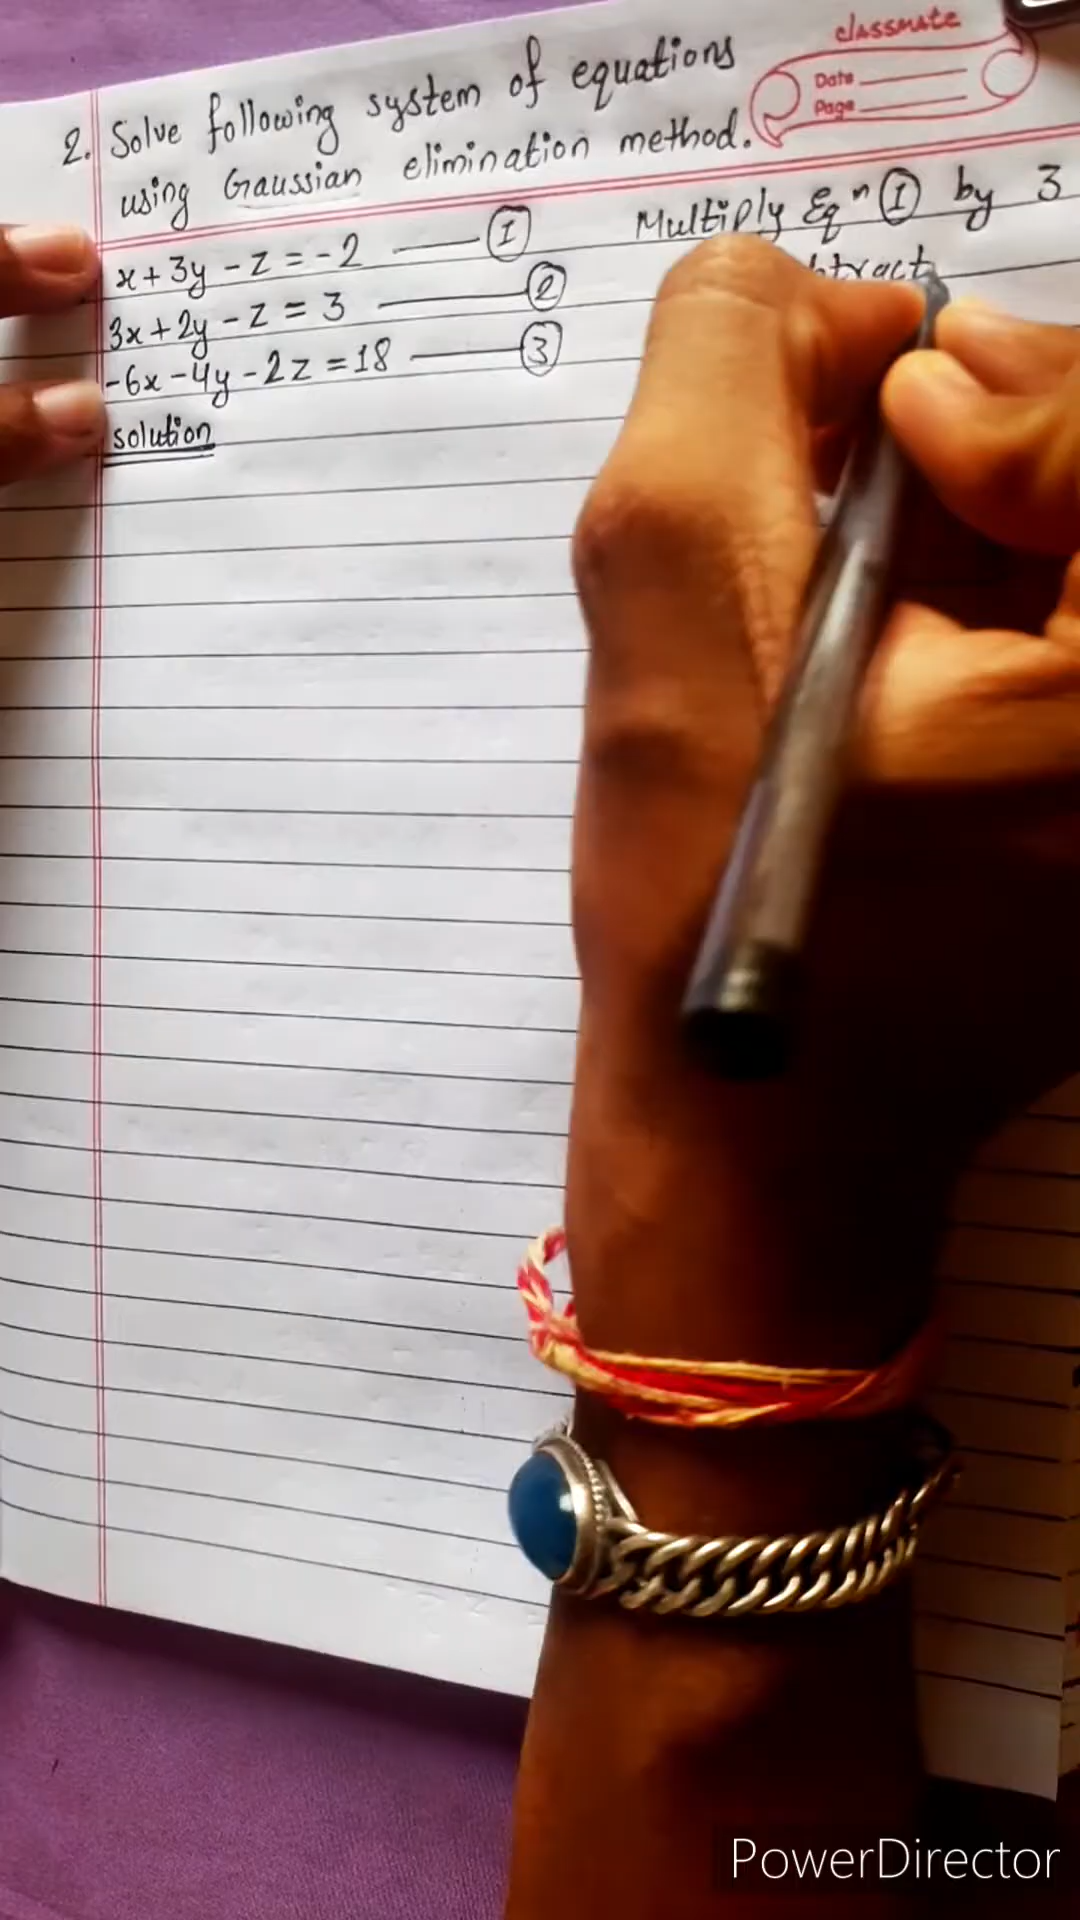 classmate
Date
Page
2. Solve following system of equations
using Gaussian elimination method.
x + 3y - z = -2 ——— ①
3x + 2y - z = 3 ——— ②
-6x - 4y - 2z = 18 ——— ③
solution
Multiply Eqⁿ ① by 3
PowerDirector